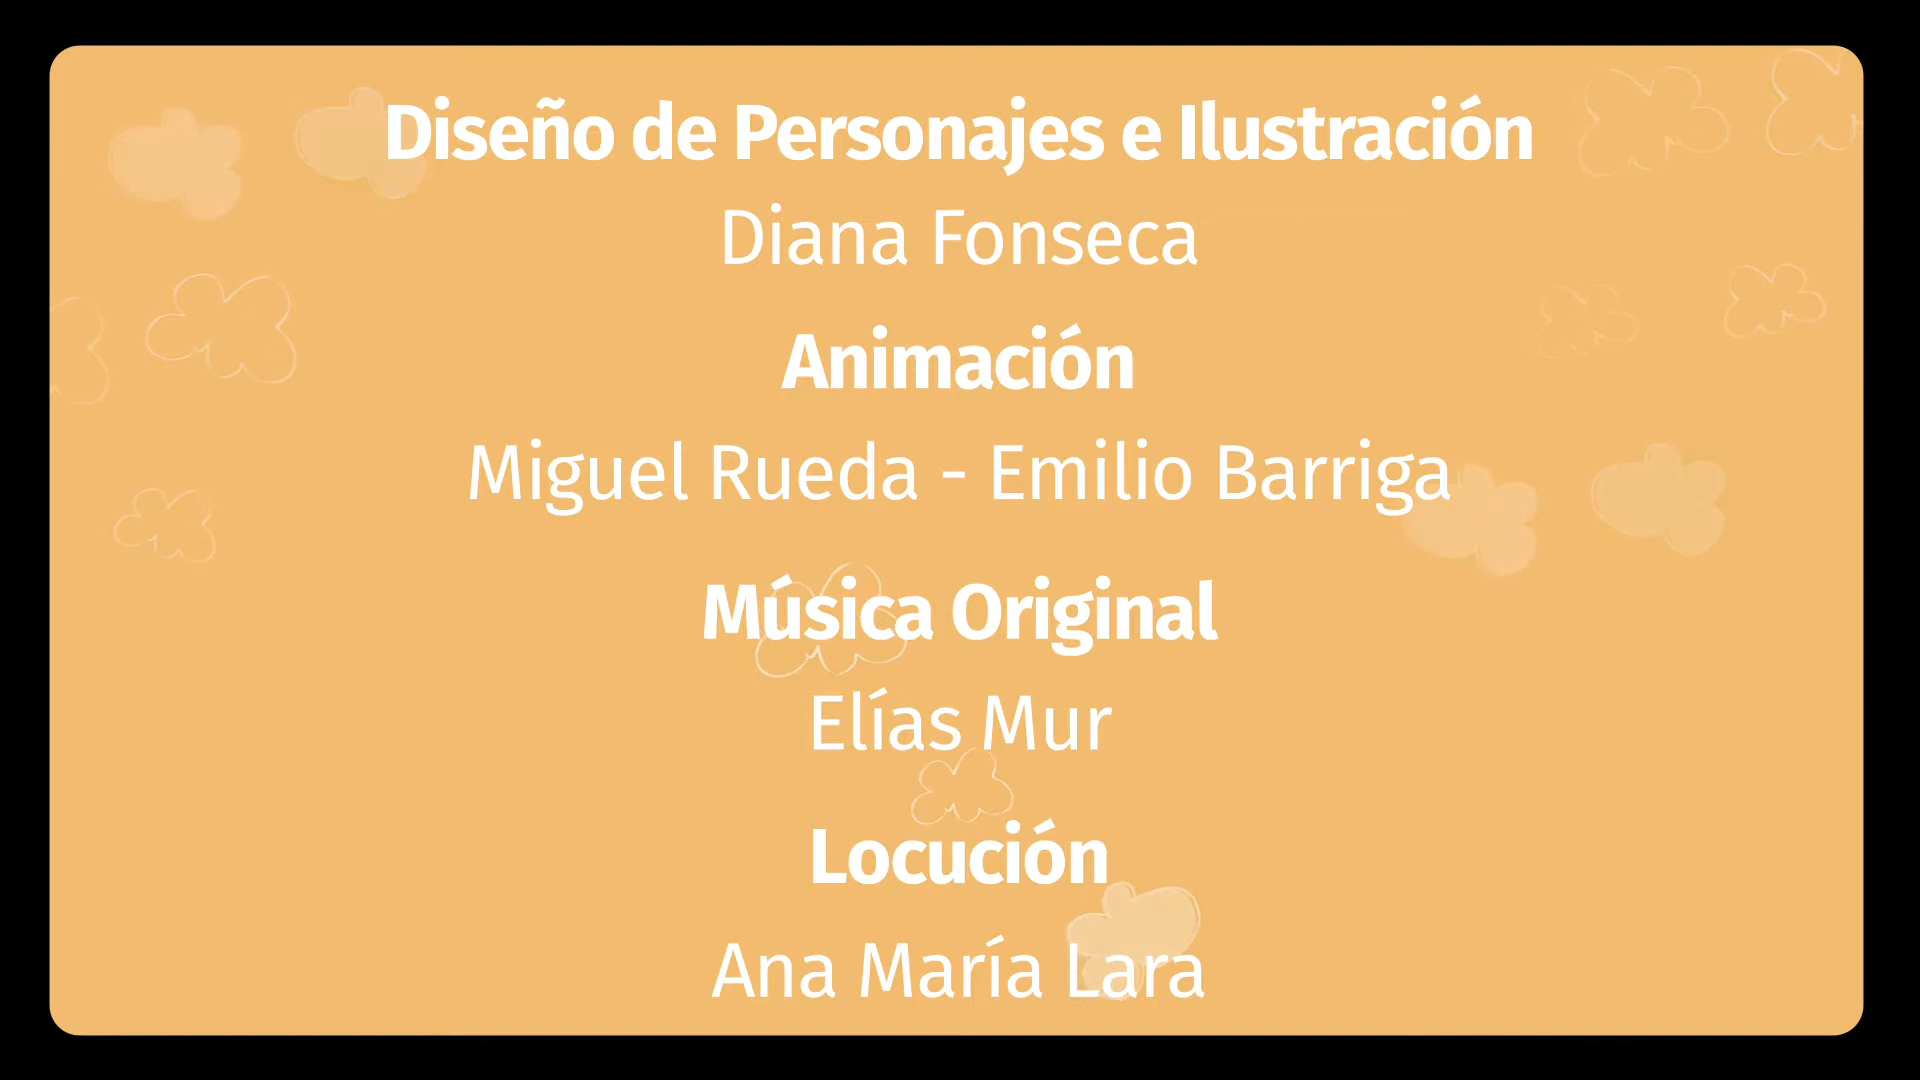 Diseño de Personajes e Ilustración
Diana Fonseca
Animación
Miguel Rueda - Emilio Barriga
Música Original
Elías Mur
Locución
Ana María Lara